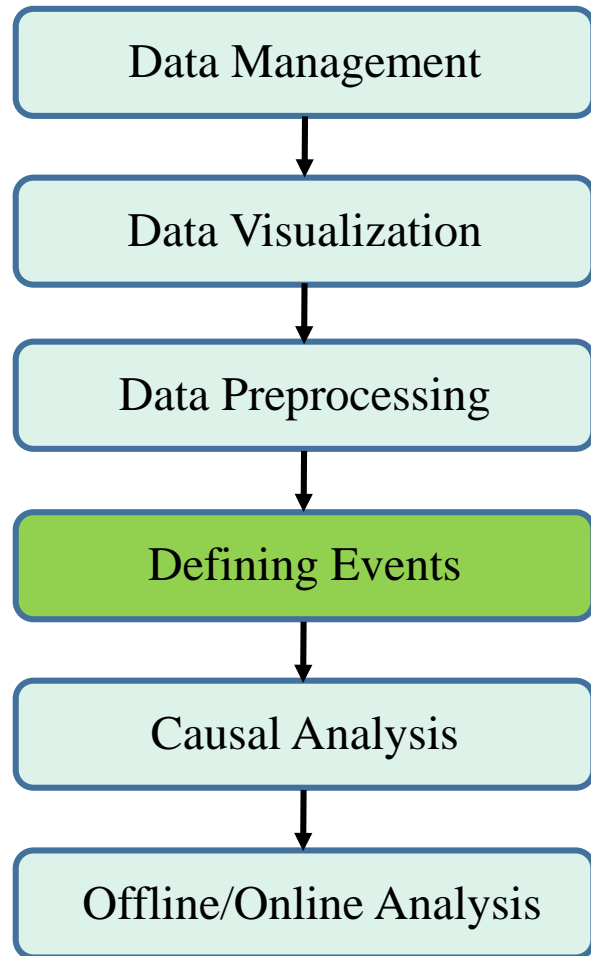 Data Management
Data Visualization
Data Preprocessing
Defining Events
Causal Analysis
Offline/Online Analysis